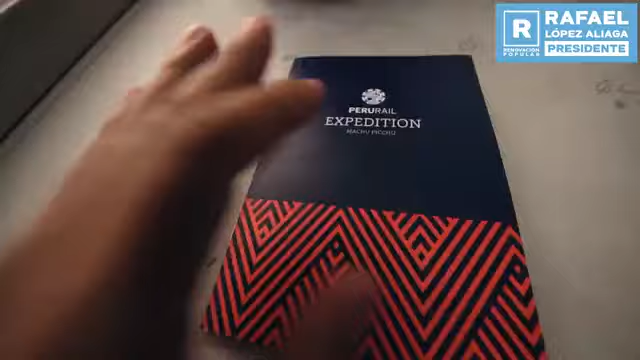 PERURAIL
EXPEDITION
MACHU PICCHU
R
RENOVACIÓN
POPULAR
RAFAEL
LÓPEZ ALIAGA
PRESIDENTE